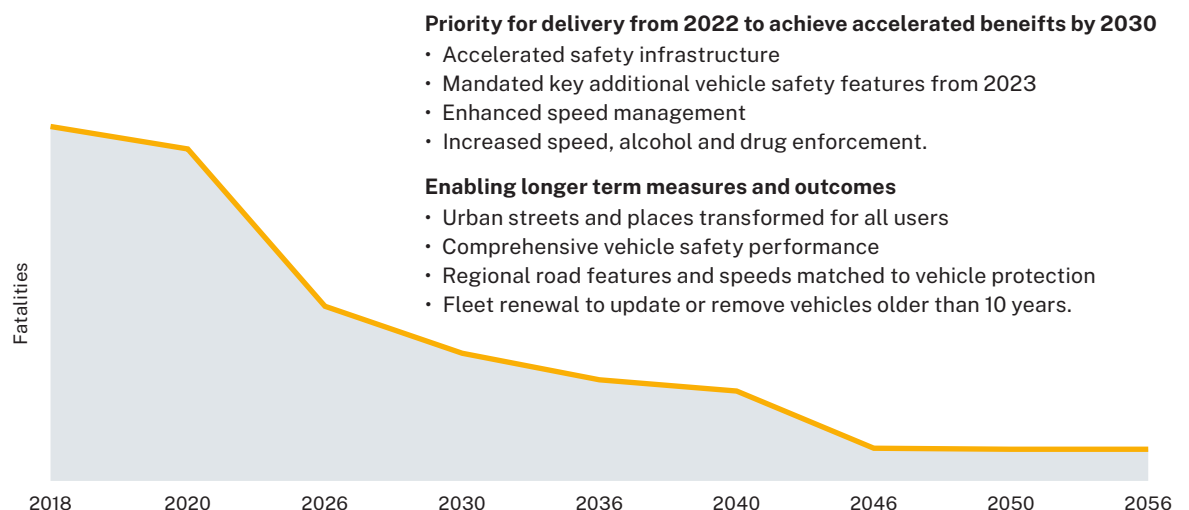 Priority for delivery from 2022 to achieve accelerated beneifts by 2030
• Accelerated safety infrastructure
• Mandated key additional vehicle safety features from 2023
• Enhanced speed management
• Increased speed, alcohol and drug enforcement.
Enabling longer term measures and outcomes
• Urban streets and places transformed for all users
• Comprehensive vehicle safety performance
• Regional road features and speeds matched to vehicle protection
• Fleet renewal to update or remove vehicles older than 10 years.
Fatalities
2018 2020 2026 2030 2036 2040 2046 2050 2056